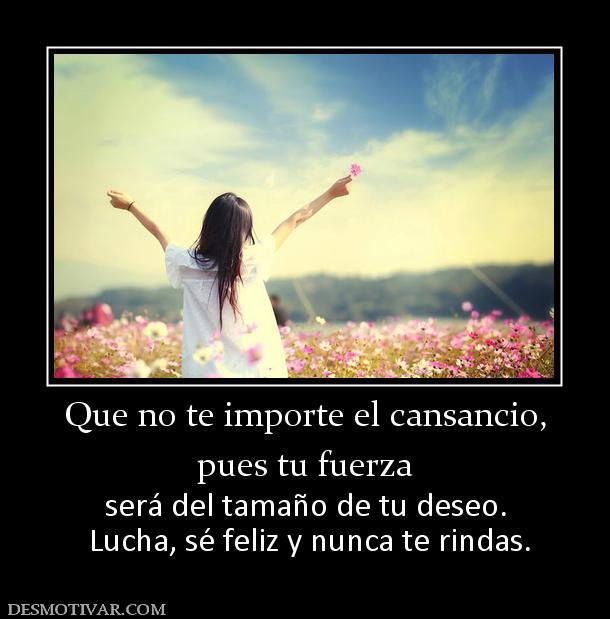 Que no te importe el cansancio,
pues tu fuerza
será del tamaño de tu deseo.
Lucha, sé feliz y nunca te rindas.
DESMOTIVAR.COM